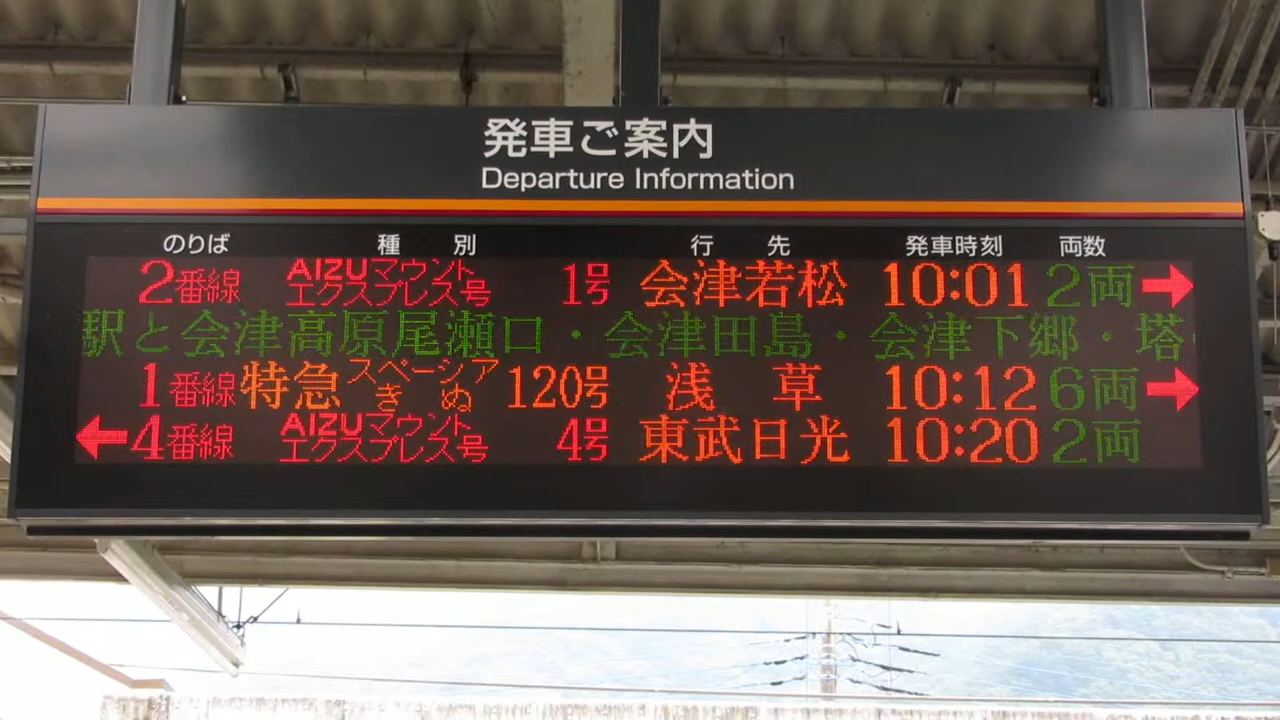 発車ご案内
Departure Information
のりば 種別 行先 発車時刻 両数
2番線 AIZUマウントエクスプレス号 1号 会津若松 10:01 2両 →
駅と会津高原尾瀬口・会津田島・会津下郷・塔
1番線 特急 スペーシアきぬ 120号 浅草 10:12 6両 →
← 4番線 AIZUマウントエクスプレス号 4号 東武日光 10:20 2両